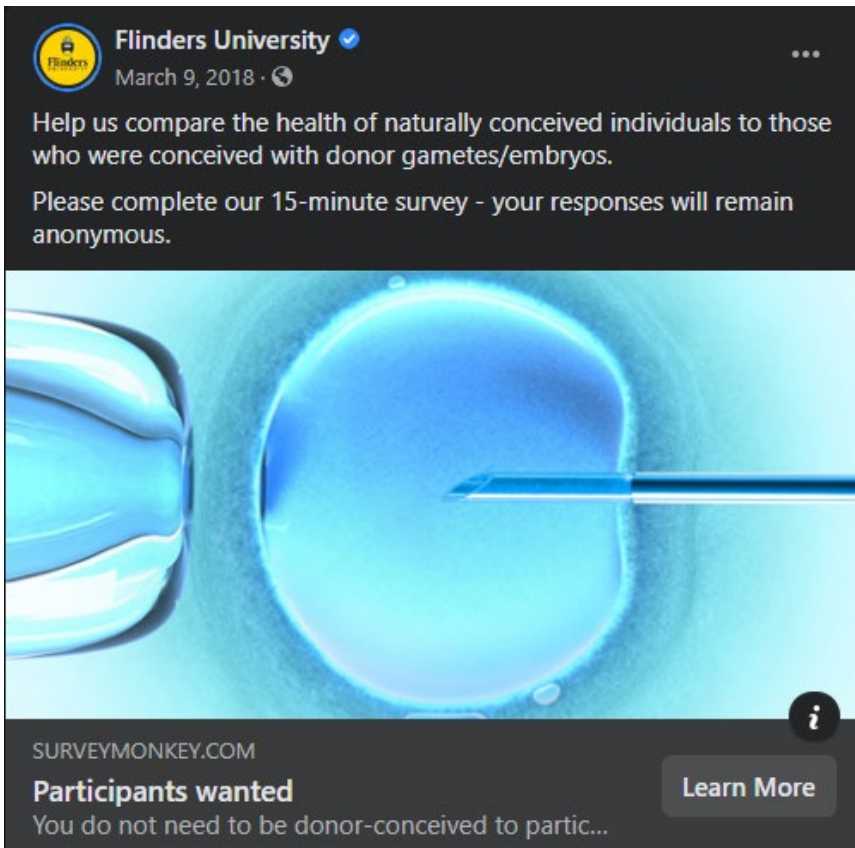 Flinders University
March 9, 2018 ·
Flinders
UNIVERSITY
Help us compare the health of naturally conceived individuals to those
who were conceived with donor gametes/embryos.
Please complete our 15-minute survey - your responses will remain
anonymous.
i
SURVEYMONKEY.COM
Participants wanted
You do not need to be donor-conceived to partic...
Learn More